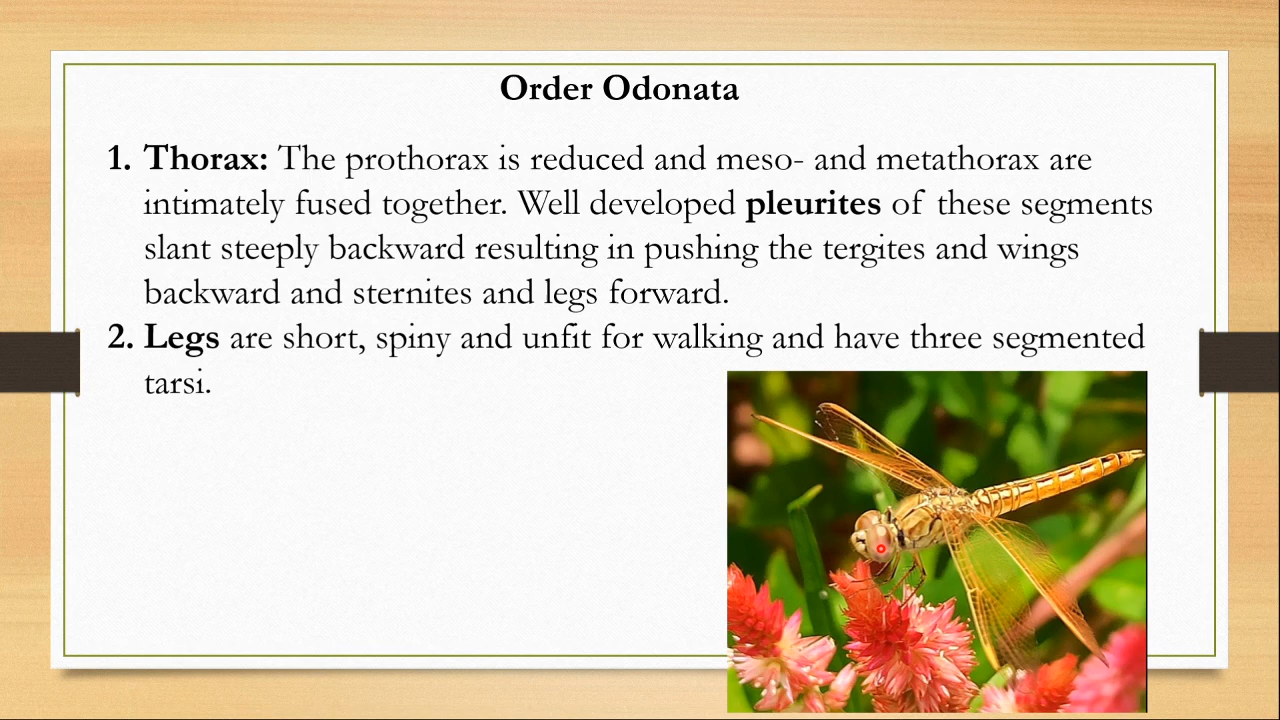 Order Odonata
1. Thorax: The prothorax is reduced and meso- and metathorax are
intimately fused together. Well developed pleurites of these segments
slant steeply backward resulting in pushing the tergites and wings
backward and sternites and legs forward.
2. Legs are short, spiny and unfit for walking and have three segmented
tarsi.